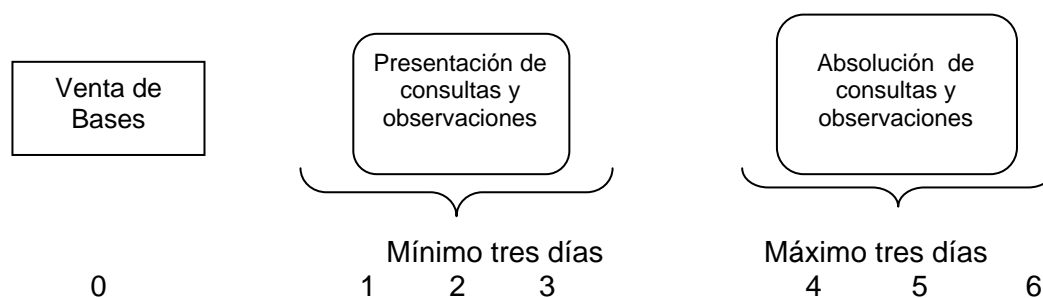 Venta de
Bases
Presentación de
consultas y
observaciones
Absolución de
consultas y
observaciones
Mínimo tres días
Máximo tres días
0 1 2 3 4 5 6